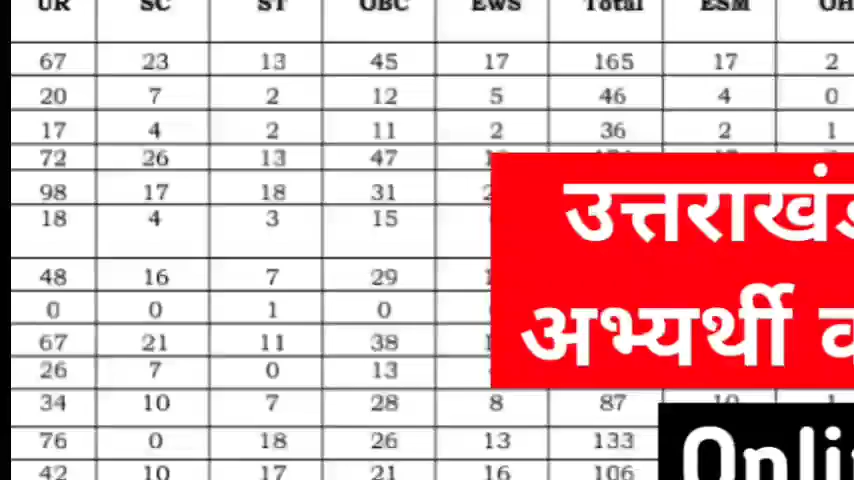 UR SC ST OBC EWS Total ESM OH
67 23 13 45 17 165 17 2
20 7 2 12 5 46 4 0
17 4 2 11 2 36 2 1
72 26 13 47
98 17 18 31
18 4 3 15
48 16 7 29
0 0 1 0
67 21 11 38
26 7 0 13
34 10 7 28 8 87 10 1
76 0 18 26 13 133
42 10 17 21 16 106
उत्तराखंड
अभ्यर्थी